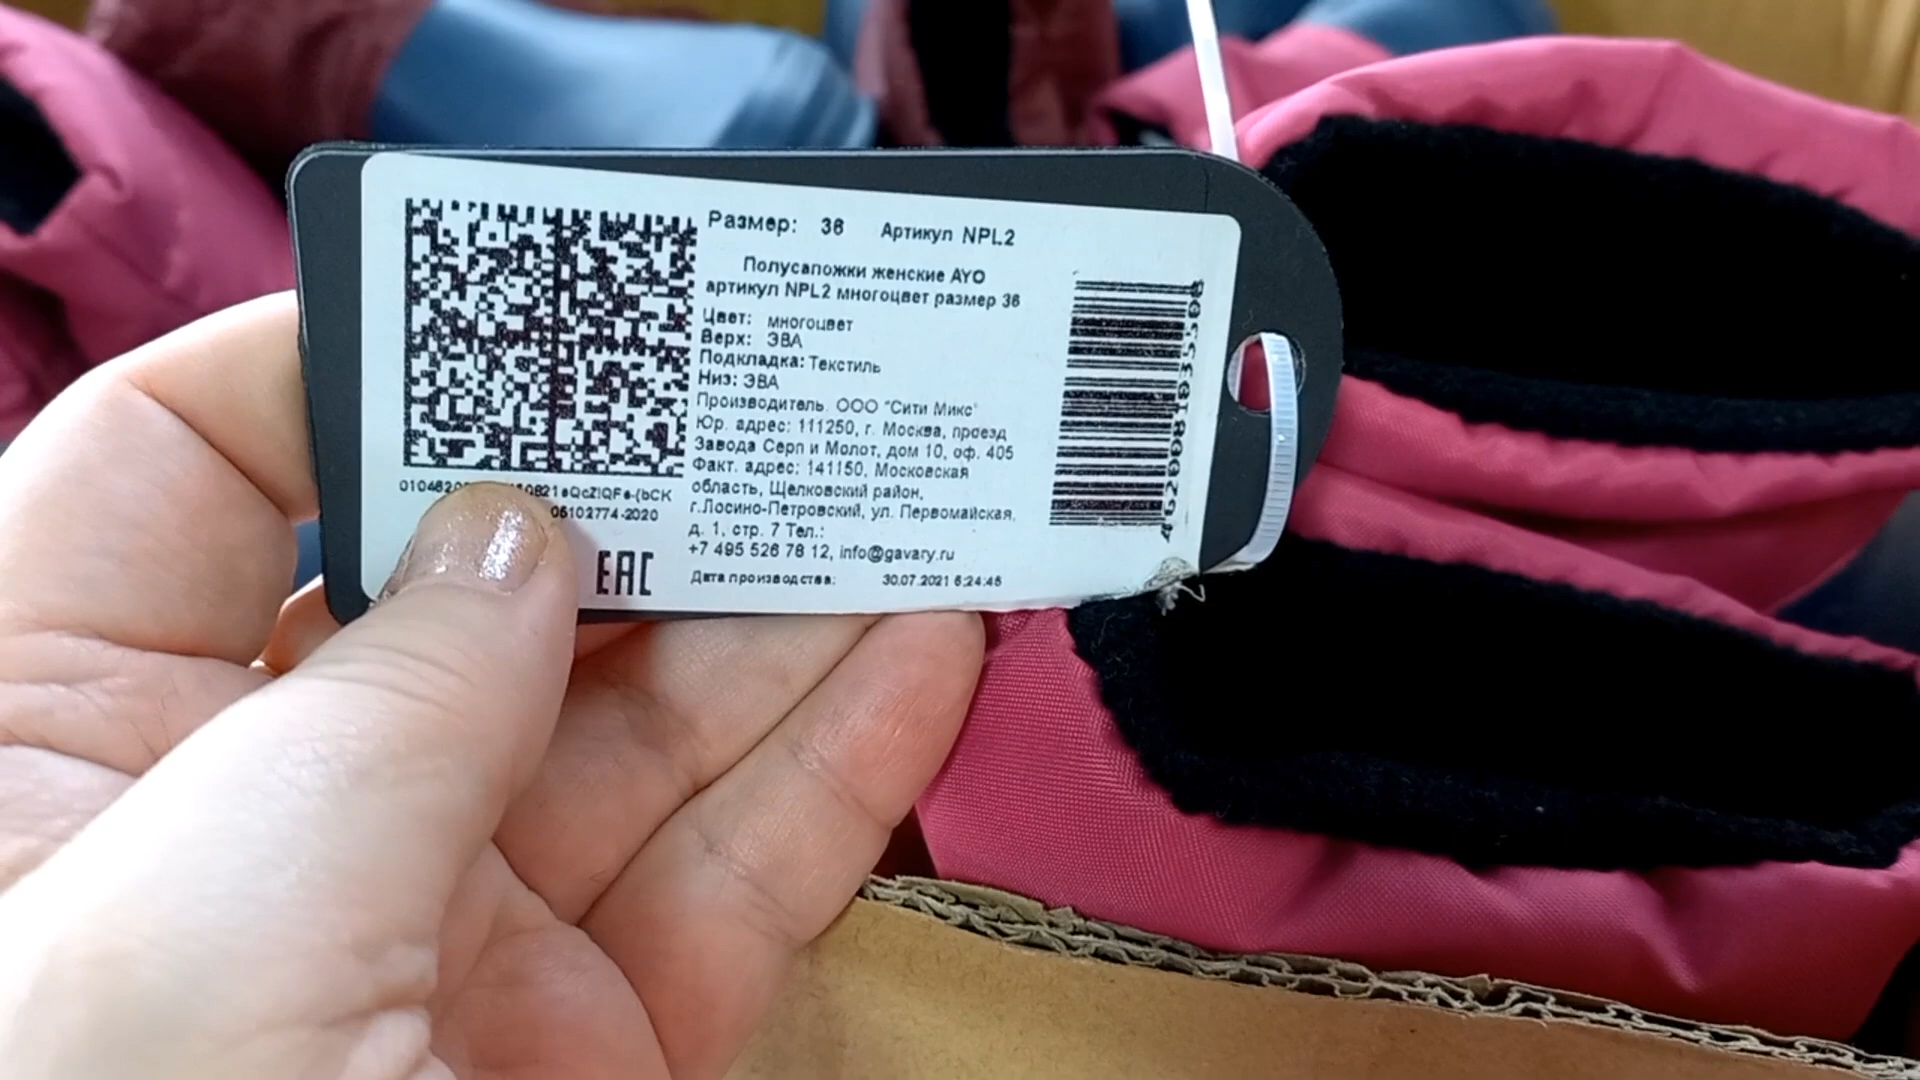 Размер: 36 Артикул NPL2
Полусапожки женские AYO
артикул NPL2 многоцвет размер 36
Цвет: многоцвет
Верх: ЭВА
Подкладка: Текстиль
Низ: ЭВА
Производитель: ООО "Сити Микс"
Юр. адрес: 111250, г. Москва, проезд
Завода Серп и Молот, дом 10, оф. 405
Факт. адрес: 141150, Московская
область, Щелковский район,
г.Лосино-Петровский, ул. Первомайская,
д. 1, стр. 7 Тел.:
+7 495 526 78 12, info@gavary.ru
Дата производства: 30.07.2021 6:24:46
05102774-2020
EAC